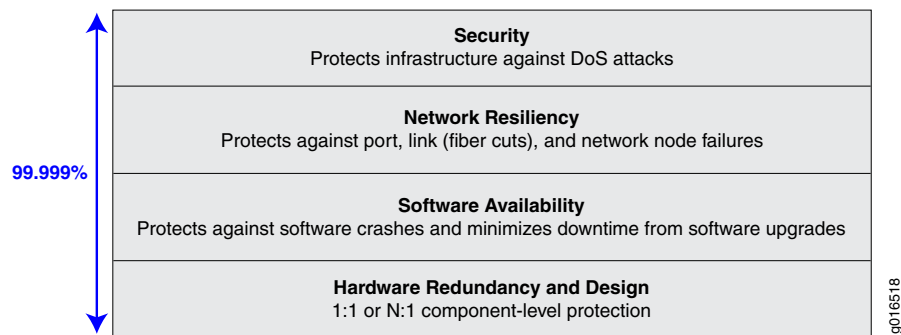 Security
Protects infrastructure against DoS attacks
Network Resiliency
Protects against port, link (fiber cuts), and network node failures
99.999%
Software Availability
Protects against software crashes and minimizes downtime from software upgrades
Hardware Redundancy and Design
1:1 or N:1 component-level protection
g016518